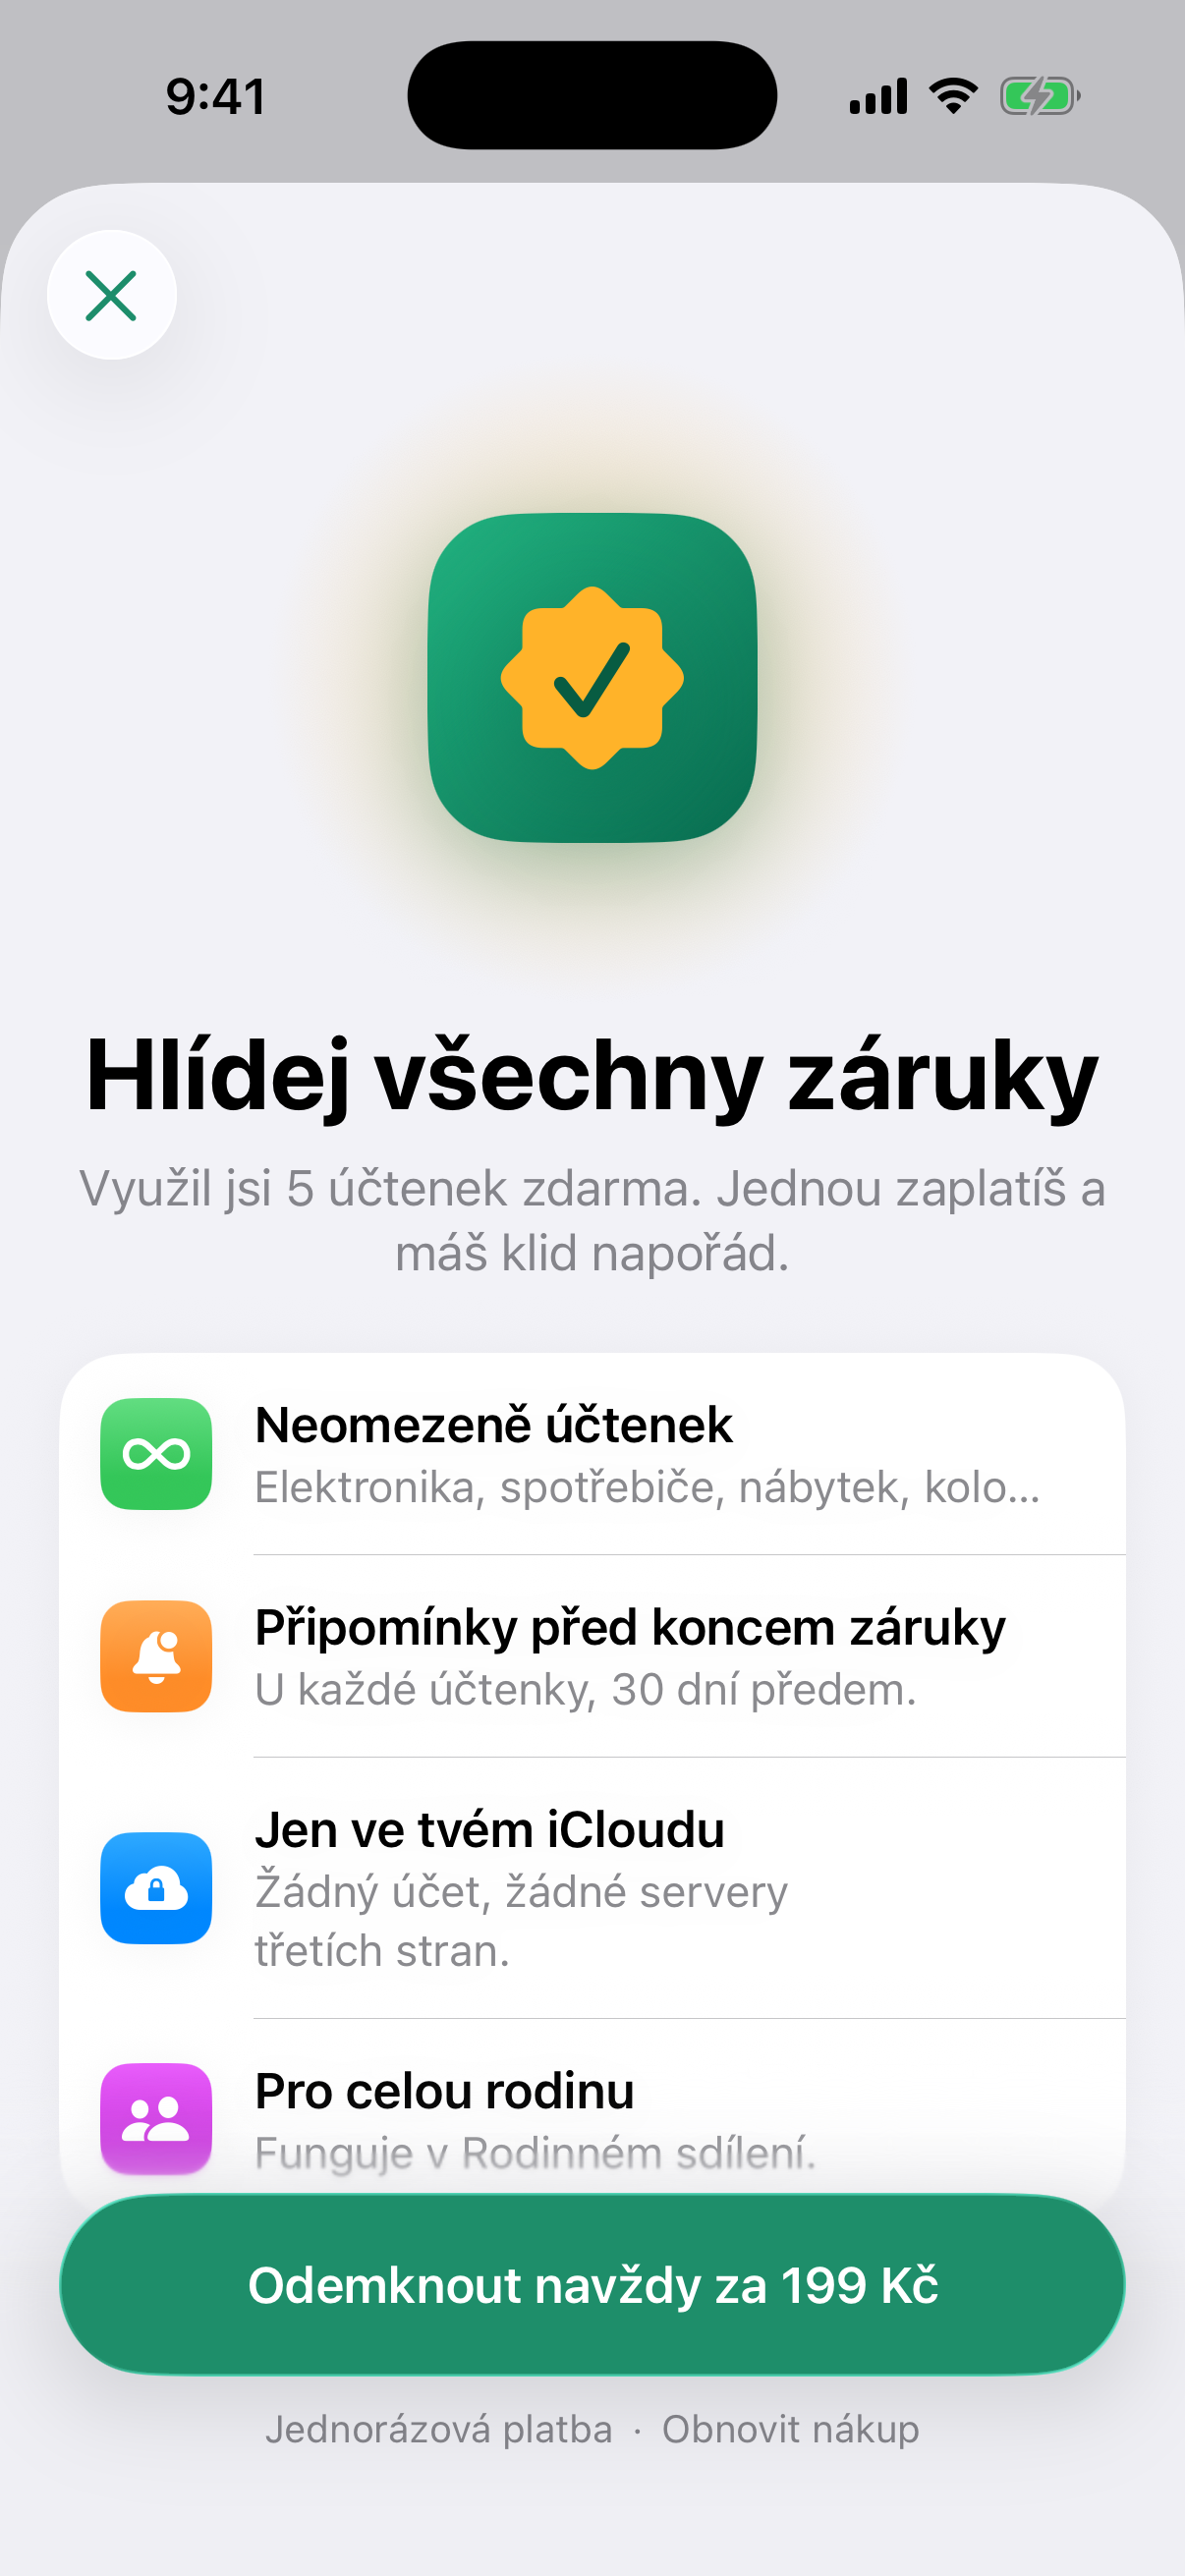 9:41
Hlídej všechny záruky
Využil jsi 5 účtenek zdarma. Jednou zaplatíš a
máš klid napořád.
Neomezeně účtenek
Elektronika, spotřebiče, nábytek, kolo…
Připomínky před koncem záruky
U každé účtenky, 30 dní předem.
Jen ve tvém iCloudu
Žádný účet, žádné servery
třetích stran.
Pro celou rodinu
Funguje v Rodinném sdílení.
Odemknout navždy za 199 Kč
Jednorázová platba · Obnovit nákup